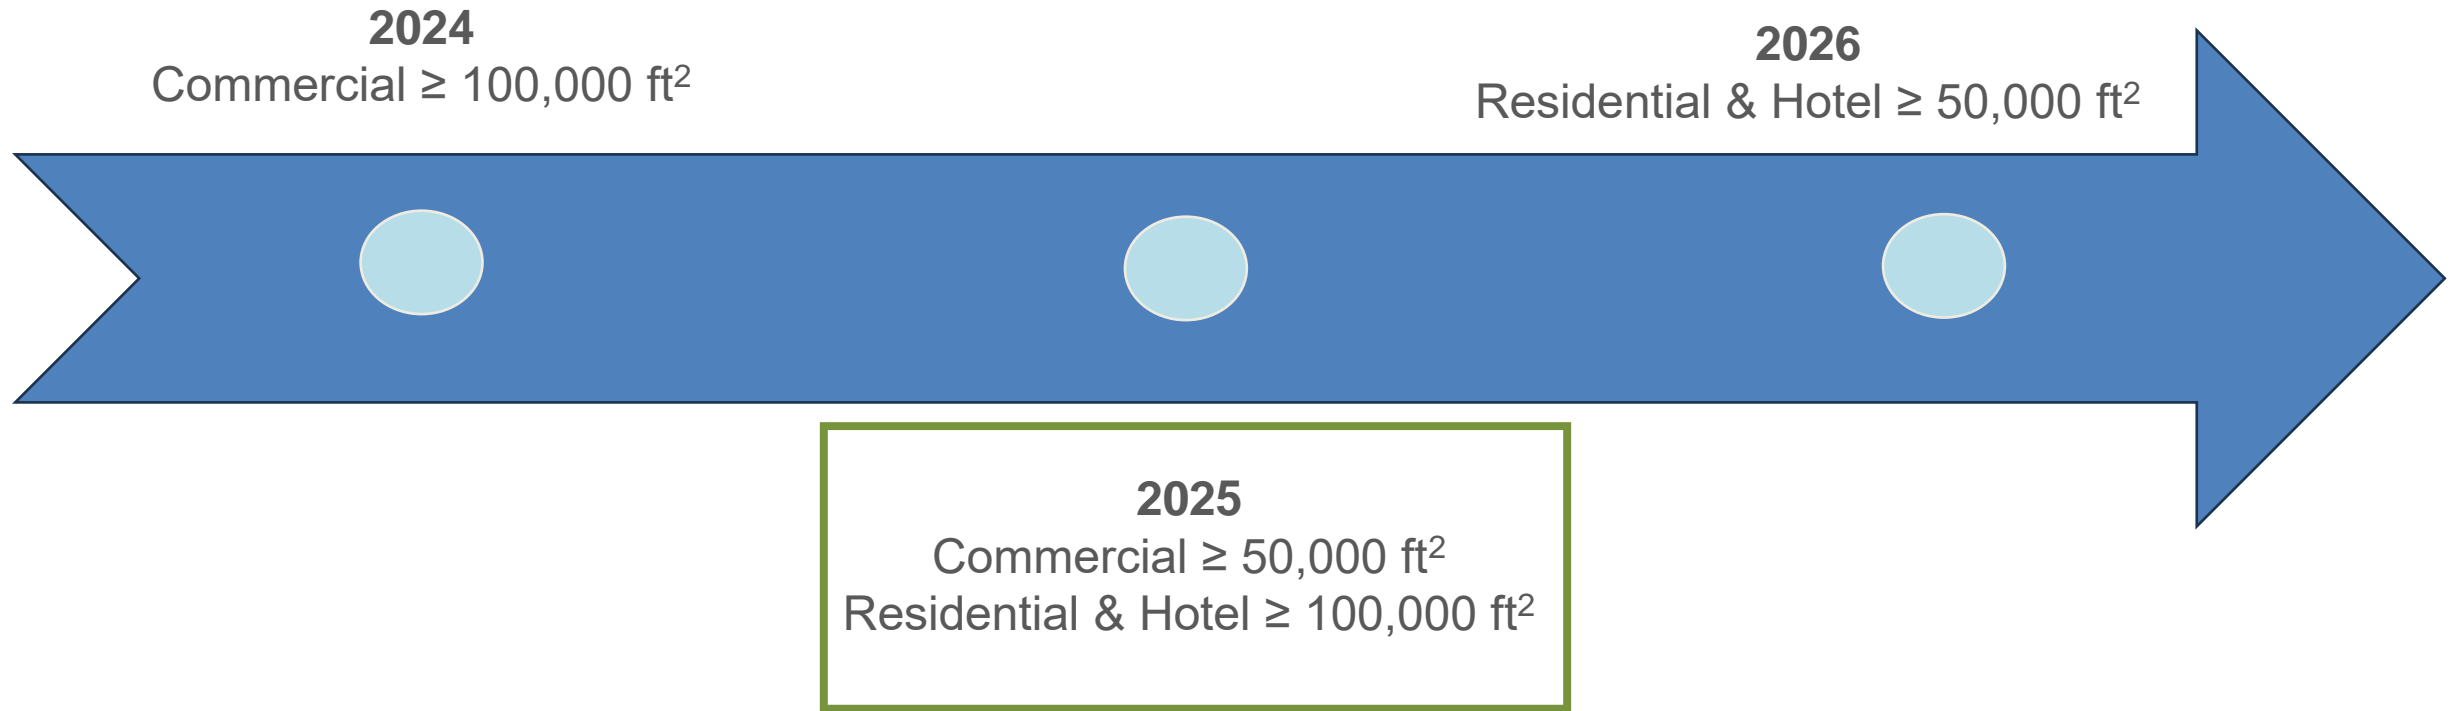 2024
Commercial ≥ 100,000 ft²
2025
Commercial ≥ 50,000 ft²
Residential & Hotel ≥ 100,000 ft²
2026
Residential & Hotel ≥ 50,000 ft²